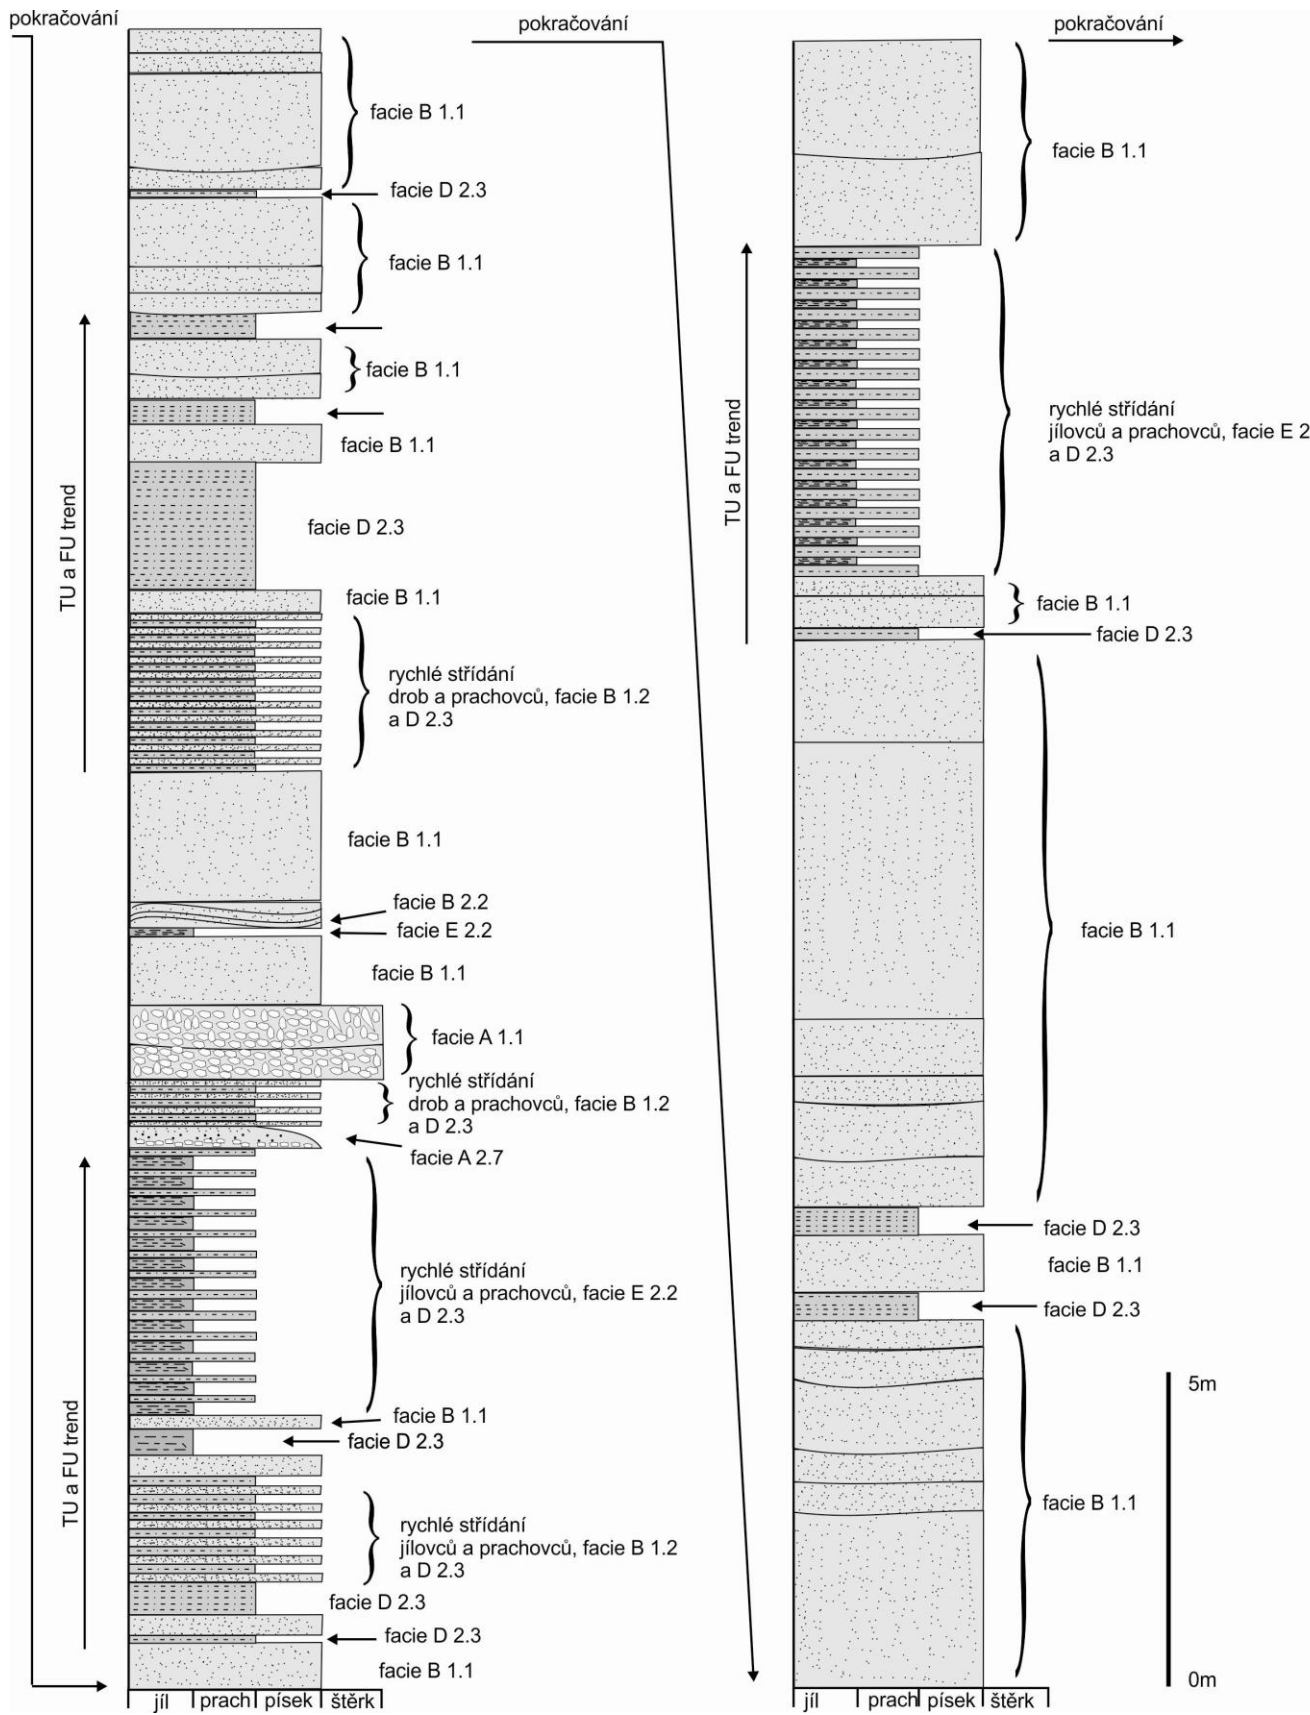 pokračování
facie B 1.1
facie D 2.3
facie B 1.1
facie B 1.1
facie B 1.1
facie D 2.3
facie B 1.1
rychlé střídání
drob a prachovců, facie B 1.2
a D 2.3
TU a FU trend
facie B 1.1
facie B 2.2
facie E 2.2
facie B 1.1
facie A 1.1
rychlé střídání
drob a prachovců, facie B 1.2
a D 2.3
facie A 2.7
rychlé střídání
jílovců a prachovců, facie E 2.2
a D 2.3
facie B 1.1
facie D 2.3
TU a FU trend
rychlé střídání
jílovců a prachovců, facie B 1.2
a D 2.3
facie D 2.3
facie D 2.3
facie B 1.1
jíl prach písek štěrk
pokračování
pokračování
facie B 1.1
TU a FU trend
rychlé střídání
jílovců a prachovců, facie E 2
a D 2.3
facie B 1.1
facie D 2.3
facie B 1.1
facie D 2.3
facie B 1.1
facie D 2.3
facie B 1.1
5m
0m
jíl prach písek štěrk